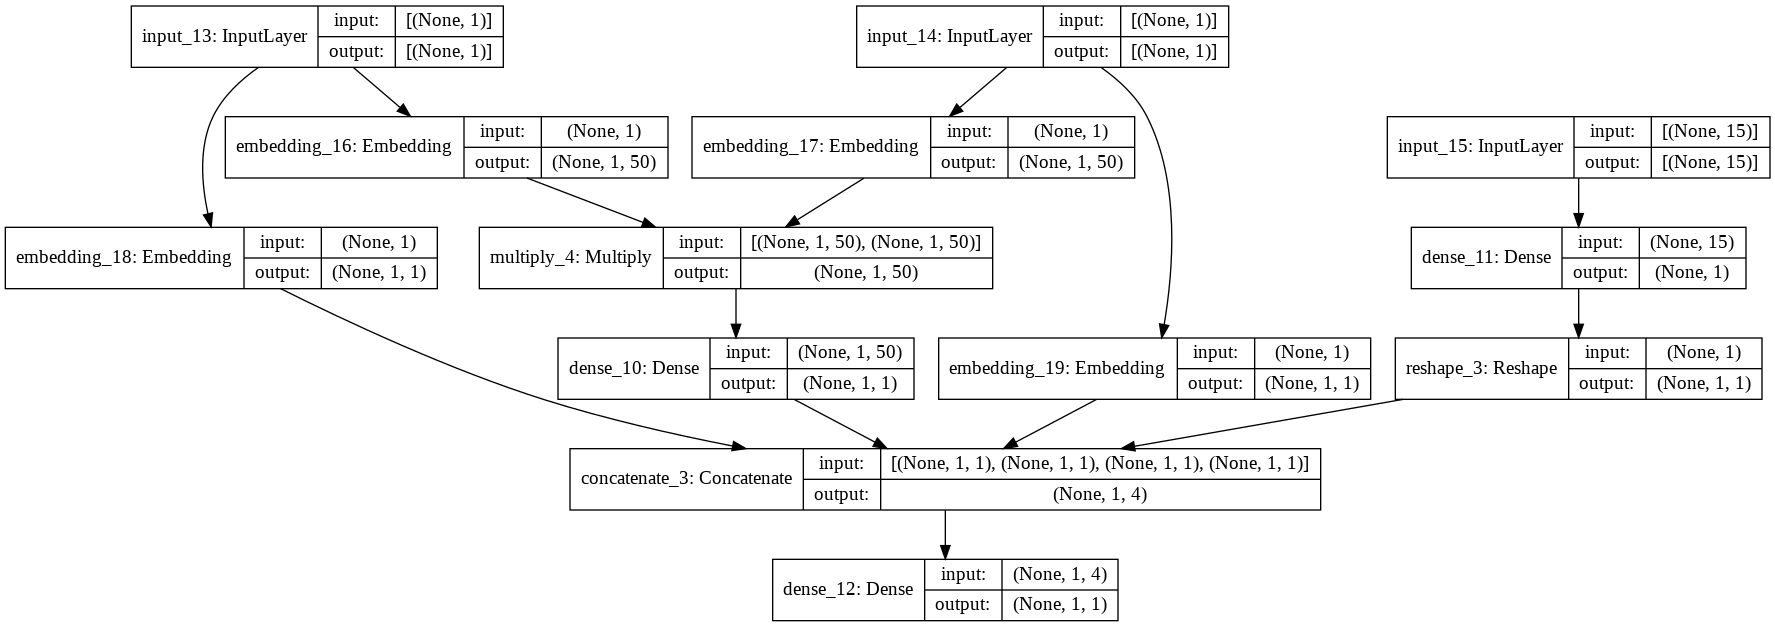 input_13: InputLayer
input:
[(None, 1)]
output:
[(None, 1)]
input_14: InputLayer
input:
[(None, 1)]
output:
[(None, 1)]
embedding_16: Embedding
input:
(None, 1)
output:
(None, 1, 50)
embedding_17: Embedding
input:
(None, 1)
output:
(None, 1, 50)
input_15: InputLayer
input:
[(None, 15)]
output:
[(None, 15)]
embedding_18: Embedding
input:
(None, 1)
output:
(None, 1, 1)
multiply_4: Multiply
input:
[(None, 1, 50), (None, 1, 50)]
output:
(None, 1, 50)
dense_11: Dense
input:
(None, 15)
output:
(None, 1)
dense_10: Dense
input:
(None, 1, 50)
output:
(None, 1, 1)
embedding_19: Embedding
input:
(None, 1)
output:
(None, 1, 1)
reshape_3: Reshape
input:
(None, 1)
output:
(None, 1, 1)
concatenate_3: Concatenate
input:
[(None, 1, 1), (None, 1, 1), (None, 1, 1), (None, 1, 1)]
output:
(None, 1, 4)
dense_12: Dense
input:
(None, 1, 4)
output:
(None, 1, 1)